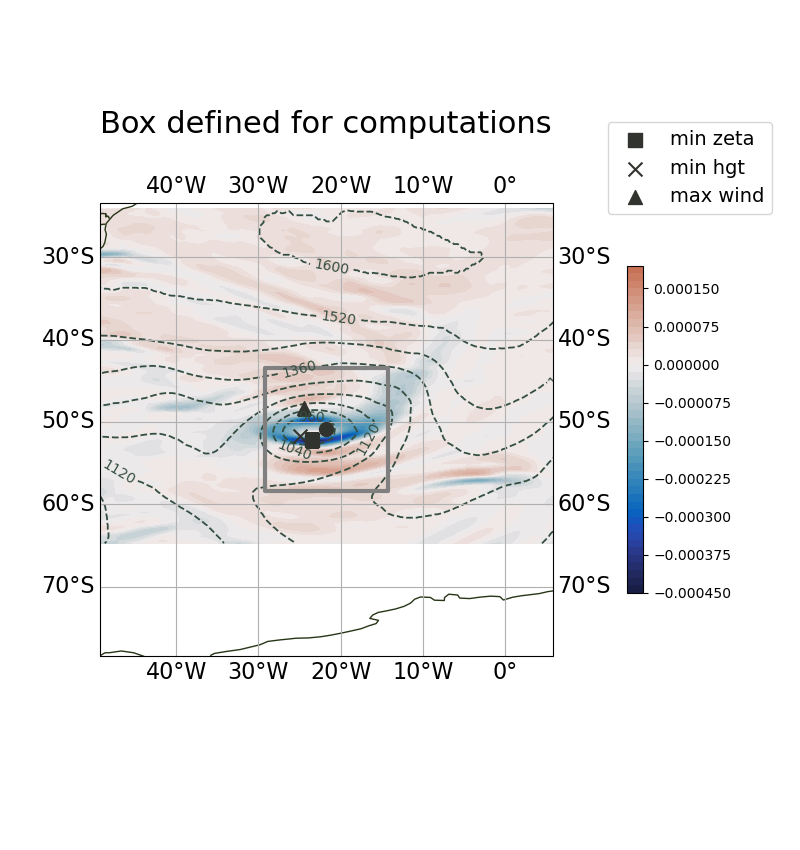 Box defined for computations
min zeta
min hgt
max wind
40°W 30°W 20°W 10°W 0°
30°S 30°S
40°S 40°S
50°S 50°S
60°S 60°S
70°S 70°S
40°W 30°W 20°W 10°W 0°
1600
1520
1360
1040
1120
1120
0.000150
0.000075
0.000000
−0.000075
−0.000150
−0.000225
−0.000300
−0.000375
−0.000450